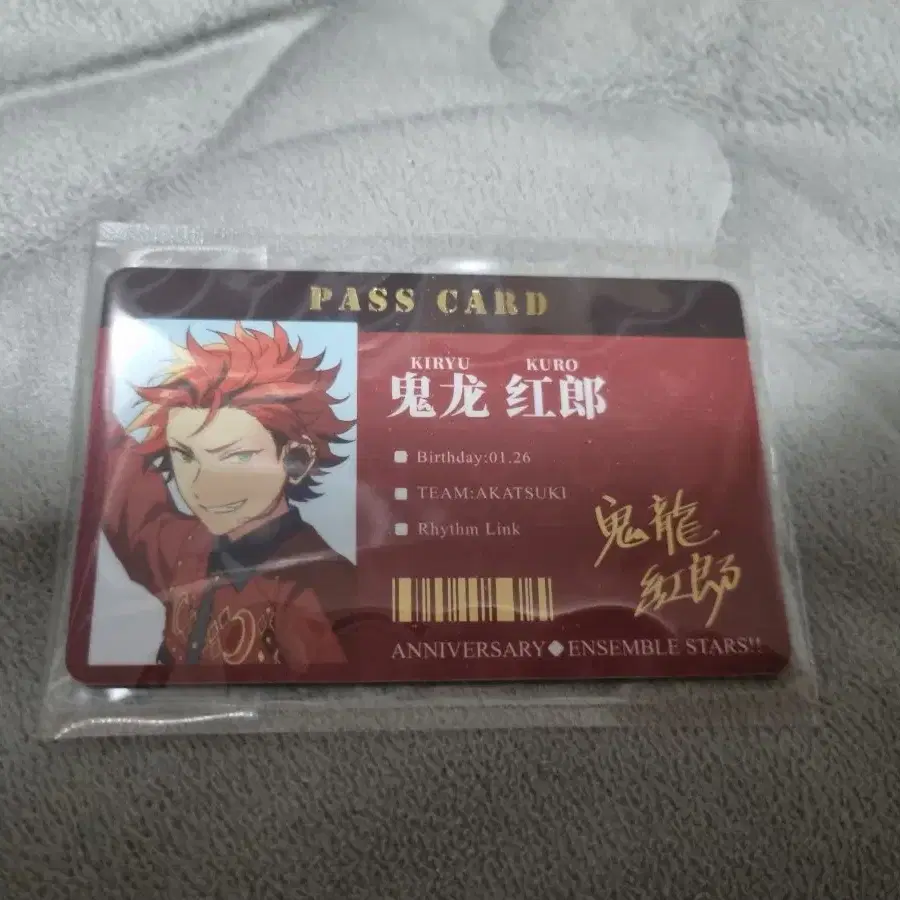 PASS CARD
KIRYU KURO
鬼龙 红郎
Birthday:01.26
TEAM:AKATSUKI
Rhythm Link
鬼龍
紅郎
ANNIVERSARY◆ENSEMBLE STARS!!